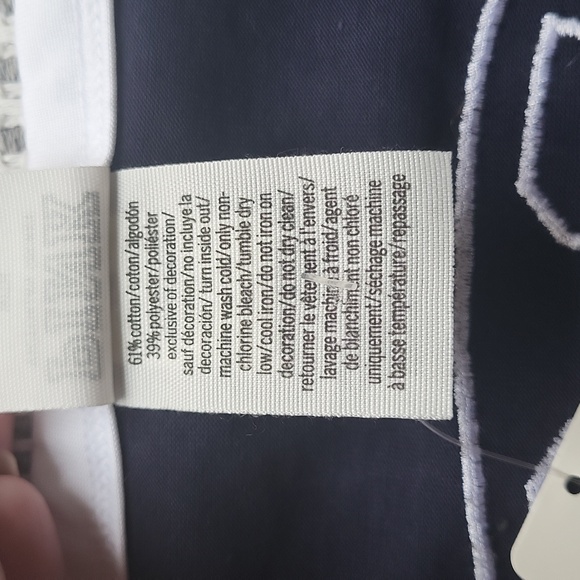 61% cotton/coton/algodón
39% polyester/poliéster
exclusive of decoration/
sauf décoration/no incluye la
decoración/ turn inside out/
machine wash cold/only non-
chlorine bleach/tumble dry
low/cool iron/do not iron on
decoration/do not dry clean/
retourner le vêtement à l'envers/
lavage machine à froid/agent
de blanchiment non chloré
uniquement/séchage machine
à basse température/repassage